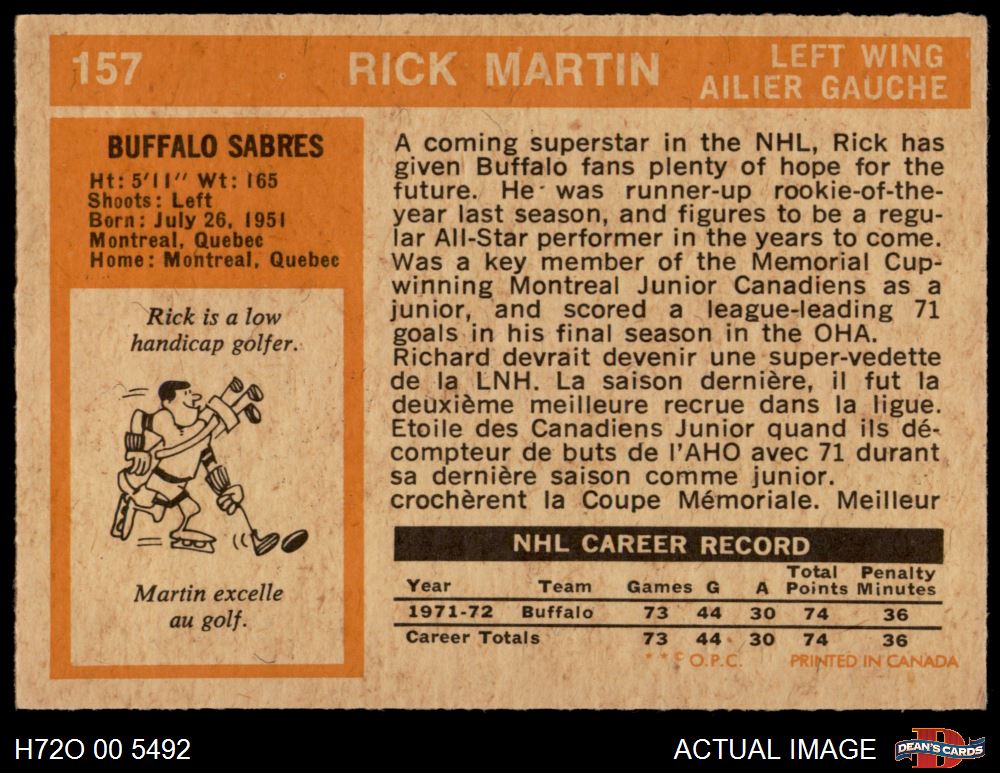 157
RICK MARTIN
LEFT WING
AILIER GAUCHE
BUFFALO SABRES
Ht: 5'11″ Wt: 165
Shoots: Left
Born: July 26, 1951
Montreal, Quebec
Home: Montreal, Quebec
Rick is a low
handicap golfer.
Martin excelle
au golf.
A coming superstar in the NHL, Rick has
given Buffalo fans plenty of hope for the
future. He was runner-up rookie-of-the-
year last season, and figures to be a regu-
lar All-Star performer in the years to come.
Was a key member of the Memorial Cup-
winning Montreal Junior Canadiens as a
junior, and scored a league-leading 71
goals in his final season in the OHA.
Richard devrait devenir une super-vedette
de la LNH. La saison dernière, il fut la
deuxième meilleure recrue dans la ligue.
Etoile des Canadiens Junior quand ils dé-
compteur de buts de l'AHO avec 71 durant
sa dernière saison comme junior.
crochèrent la Coupe Mémoriale. Meilleur
NHL CAREER RECORD
Year Team Games G A Total Points Penalty Minutes
1971-72 Buffalo 73 44 30 74 36
Career Totals 73 44 30 74 36
* * © O.P.C. PRINTED IN CANADA
H72O 00 5492
ACTUAL IMAGE
DEAN'S CARDS